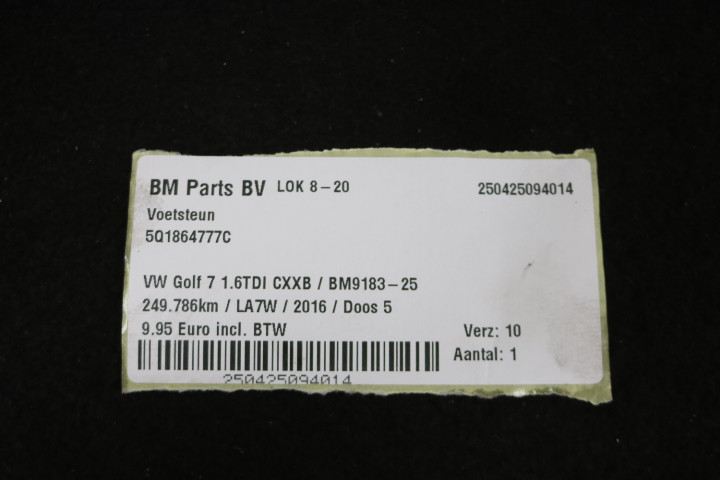 BM Parts BV LOK 8-20 250425094014
Voetsteun
5Q1864777C
VW Golf 7 1.6TDI CXXB / BM9183-25
249.786km / LA7W / 2016 / Doos 5
9.95 Euro incl. BTW Verz: 10
Aantal: 1
250425094014